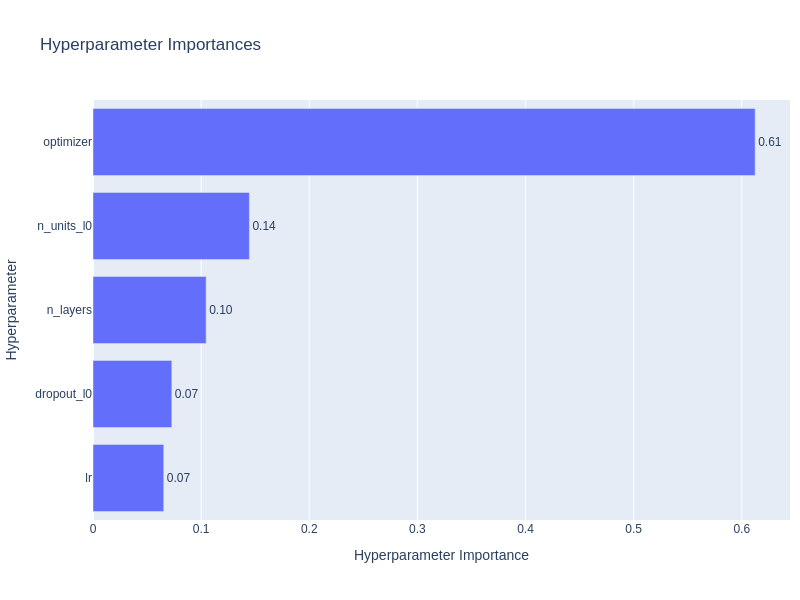 Hyperparameter Importances
Hyperparameter
optimizer
0.61
n_units_l0
0.14
n_layers
0.10
dropout_l0
0.07
lr
0.07
0 0.1 0.2 0.3 0.4 0.5 0.6
Hyperparameter Importance